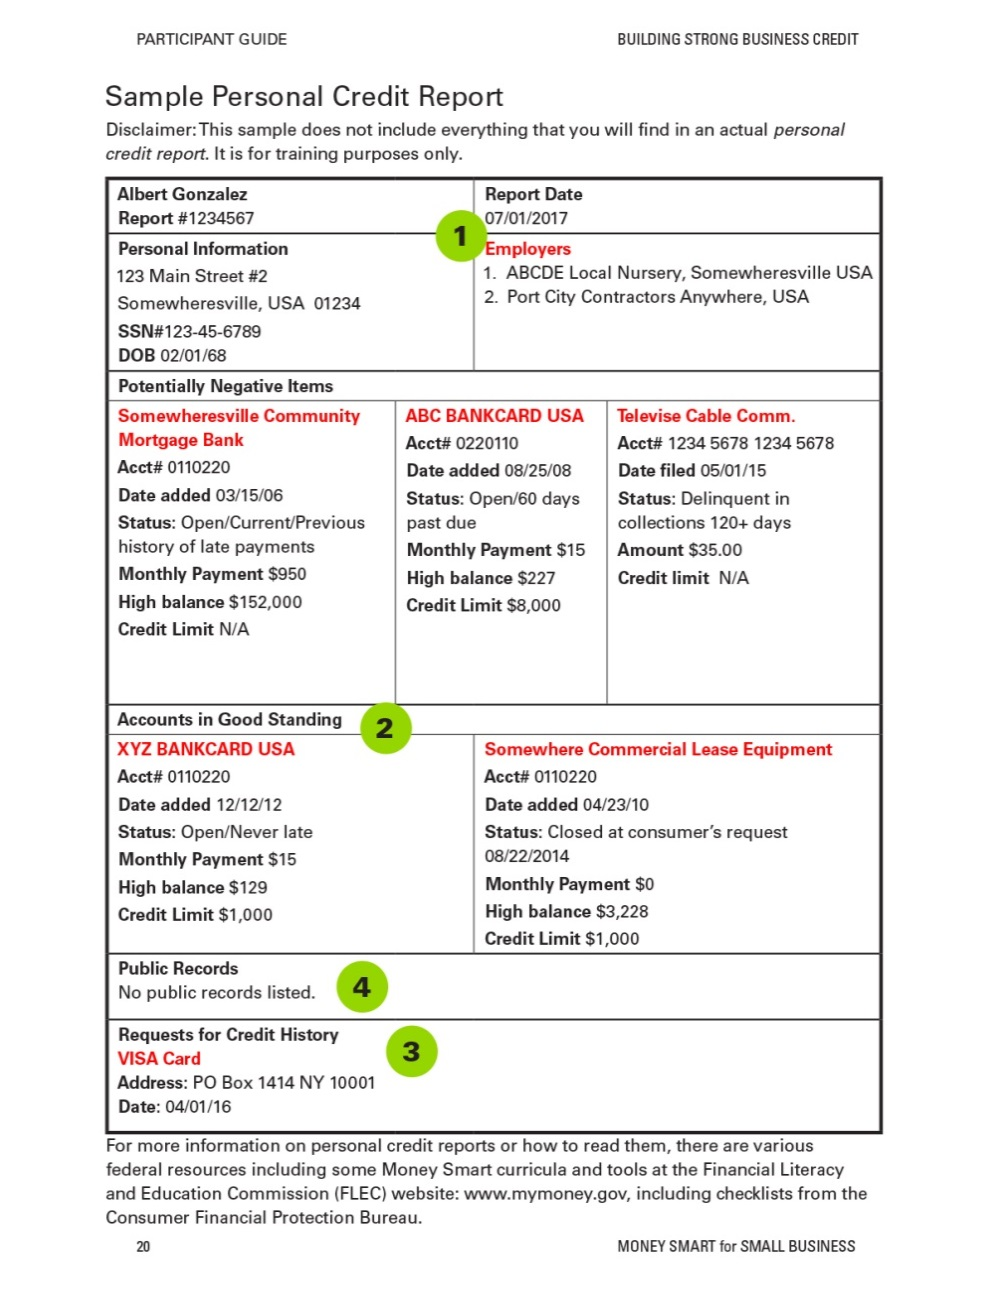 PARTICIPANT GUIDE
BUILDING STRONG BUSINESS CREDIT
Sample Personal Credit Report
Disclaimer: This sample does not include everything that you will find in an actual personal
credit report. It is for training purposes only.
Albert Gonzalez
Report #1234567
Report Date
07/01/2017
1
Personal Information
123 Main Street #2
Somewheresville, USA 01234
SSN#123-45-6789
DOB 02/01/68
Employers
1. ABCDE Local Nursery, Somewheresville USA
2. Port City Contractors Anywhere, USA
Potentially Negative Items
Somewheresville Community
Mortgage Bank
Acct# 0110220
Date added 03/15/06
Status: Open/Current/Previous
history of late payments
Monthly Payment $950
High balance $152,000
Credit Limit N/A
ABC BANKCARD USA
Acct# 0220110
Date added 08/25/08
Status: Open/60 days
past due
Monthly Payment $15
High balance $227
Credit Limit $8,000
Televise Cable Comm.
Acct# 1234 5678 1234 5678
Date filed 05/01/15
Status: Delinquent in
collections 120+ days
Amount $35.00
Credit limit N/A
Accounts in Good Standing
2
XYZ BANKCARD USA
Acct# 0110220
Date added 12/12/12
Status: Open/Never late
Monthly Payment $15
High balance $129
Credit Limit $1,000
Somewhere Commercial Lease Equipment
Acct# 0110220
Date added 04/23/10
Status: Closed at consumer's request
08/22/2014
Monthly Payment $0
High balance $3,228
Credit Limit $1,000
Public Records
No public records listed.
4
Requests for Credit History
3
VISA Card
Address: PO Box 1414 NY 10001
Date: 04/01/16
For more information on personal credit reports or how to read them, there are various
federal resources including some Money Smart curricula and tools at the Financial Literacy
and Education Commission (FLEC) website: www.mymoney.gov, including checklists from the
Consumer Financial Protection Bureau.
20
MONEY SMART for SMALL BUSINESS